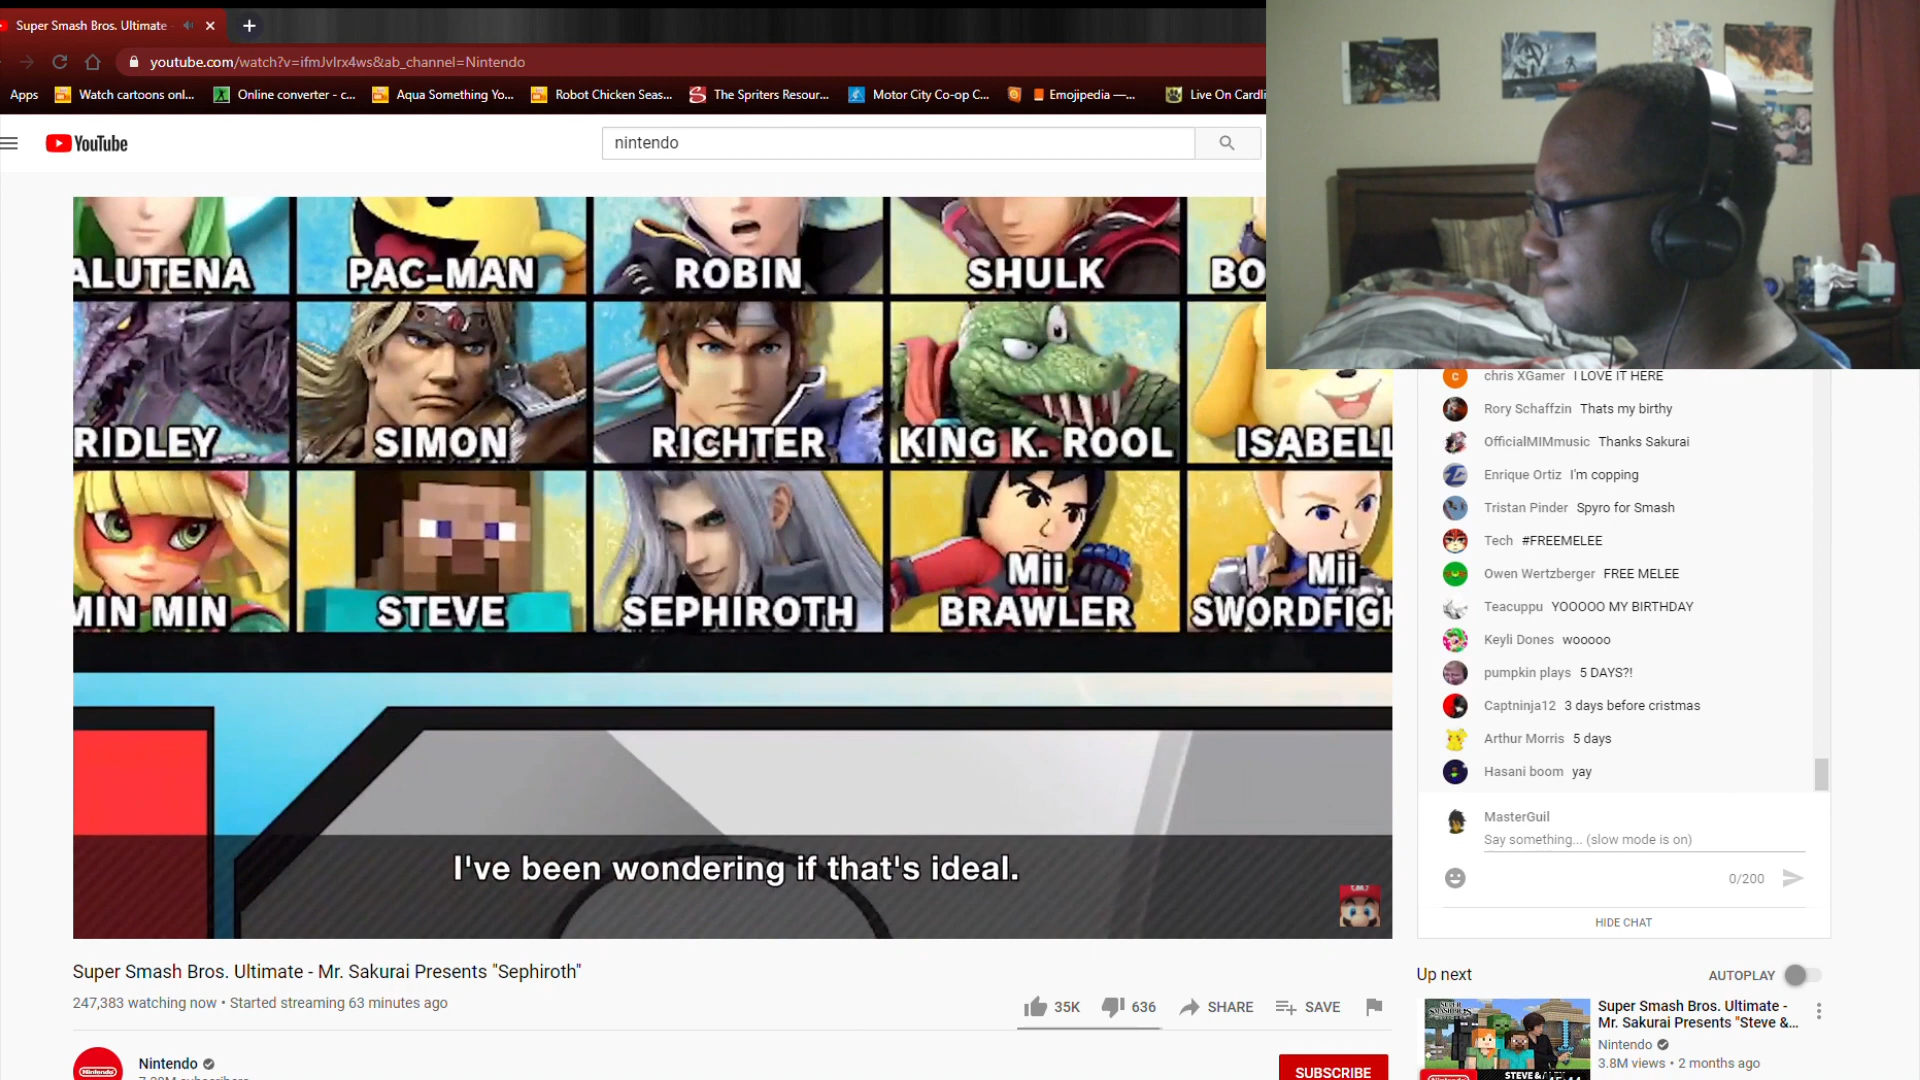 Super Smash Bros. Ultimate
youtube.com/watch?v=ifmJvlrx4ws&ab_channel=Nintendo
Apps
Watch cartoons onl...
Online converter - c...
Aqua Something Yo...
Robot Chicken Seas...
The Spriters Resour...
Motor City Co-op C...
Emojipedia —...
Live On Cardli
YouTube
nintendo
ALUTENA
PAC-MAN
ROBIN
SHULK
BO
RIDLEY
SIMON
RICHTER
KING K. ROOL
ISABELL
MIN MIN
STEVE
SEPHIROTH
Mii
BRAWLER
Mii
SWORDFIGH
I've been wondering if that's ideal.
chris XGamer I LOVE IT HERE
Rory Schaffzin Thats my birthy
OfficialMIMmusic Thanks Sakurai
Enrique Ortiz I'm copping
Tristan Pinder Spyro for Smash
Tech #FREEMELEE
Owen Wertzberger FREE MELEE
Teacuppu YOOOOO MY BIRTHDAY
Keyli Dones wooooo
pumpkin plays 5 DAYS?!
Captninja12 3 days before cristmas
Arthur Morris 5 days
Hasani boom yay
MasterGuil
Say something... (slow mode is on)
0/200
HIDE CHAT
Super Smash Bros. Ultimate - Mr. Sakurai Presents "Sephiroth"
247,383 watching now • Started streaming 63 minutes ago
35K
636
SHARE
SAVE
Nintendo
SUBSCRIBE
Up next
AUTOPLAY
Super Smash Bros. Ultimate -
Mr. Sakurai Presents "Steve &...
Nintendo
3.8M views • 2 months ago